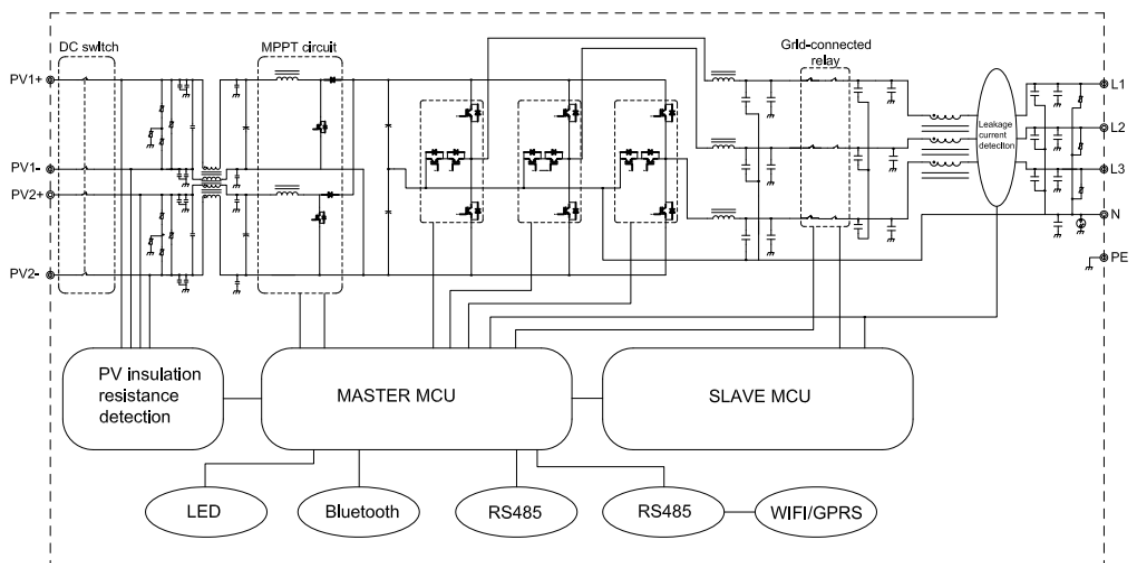 DC switch
MPPT circuit
Grid-connected
relay
PV1+
PV1-
PV2+
PV2-
Leakage
current
deteciton
L1
L2
L3
N
PE
PV insulation
resistance
detection
MASTER MCU
SLAVE MCU
LED
Bluetooth
RS485
RS485
WIFI/GPRS